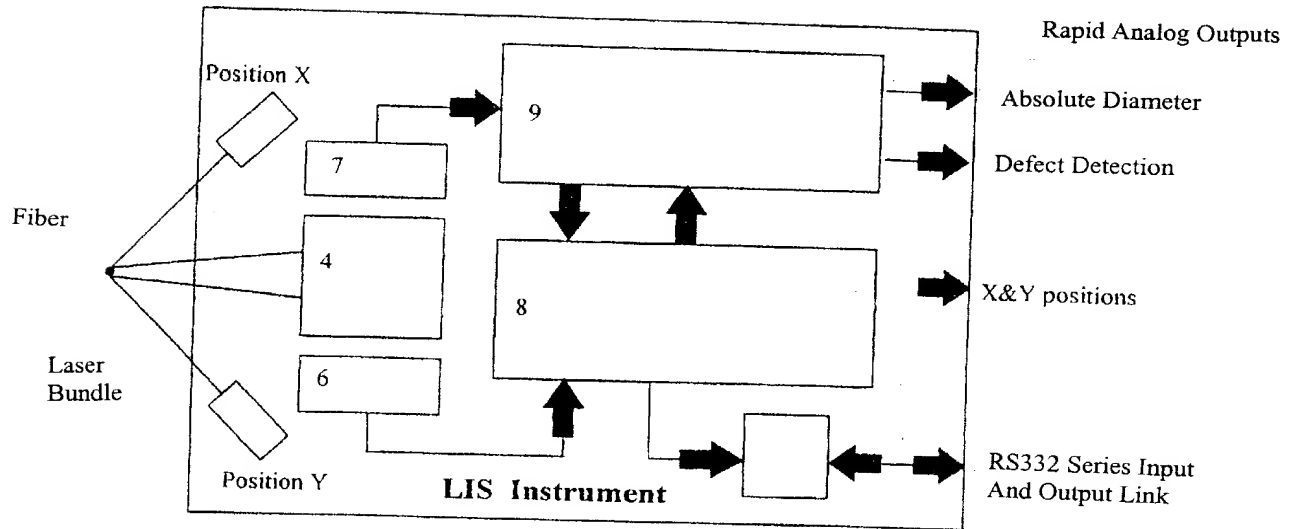 Rapid Analog Outputs
Position X
Absolute Diameter
9
7
Defect Detection
Fiber
4
X&Y positions
8
Laser
Bundle
6
Position Y
LIS Instrument
RS332 Series Input
And Output Link